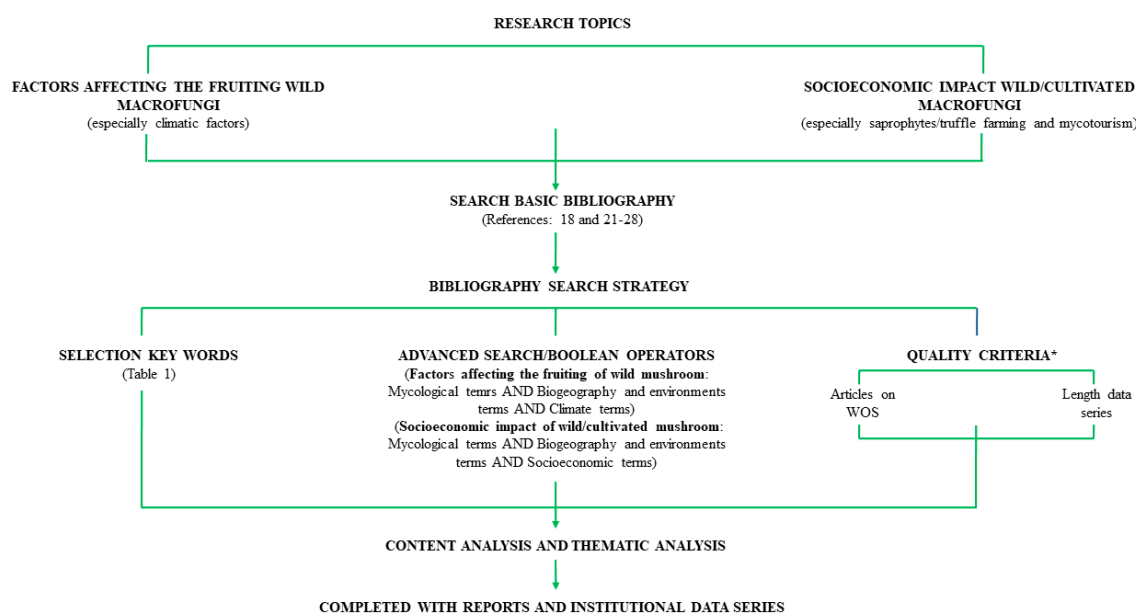 RESEARCH TOPICS
FACTORS AFFECTING THE FRUITING WILD
MACROFUNGI
(especially climatic factors)
SOCIOECONOMIC IMPACT WILD/CULTIVATED
MACROFUNGI
(especially saprophytes/truffle farming and mycotourism)
SEARCH BASIC BIBLIOGRAPHY
(References: 18 and 21-28)
BIBLIOGRAPHY SEARCH STRATEGY
SELECTION KEY WORDS
(Table 1)
ADVANCED SEARCH/BOOLEAN OPERATORS
(Factors affecting the fruiting of wild mushroom:
Mycological temrs AND Biogeography and environments
terms AND Climate terms)
(Socioeconomic impact of wild/cultivated mushroom:
Mycological terms AND Biogeography and environments
terms AND Socioeconomic terms)
QUALITY CRITERIA*
Articles on
WOS
Length data
series
CONTENT ANALYSIS AND THEMATIC ANALYSIS
COMPLETED WITH REPORTS AND INSTITUTIONAL DATA SERIES